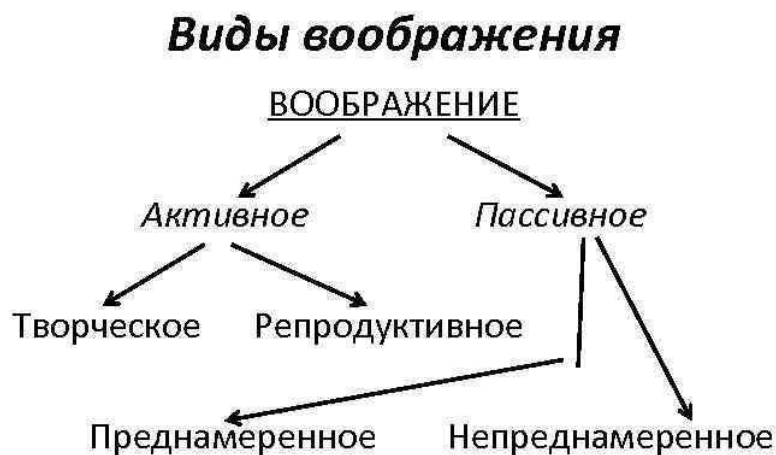 Виды воображения
ВООБРАЖЕНИЕ
Активное Пассивное
Творческое Репродуктивное
Преднамеренное Непреднамеренное